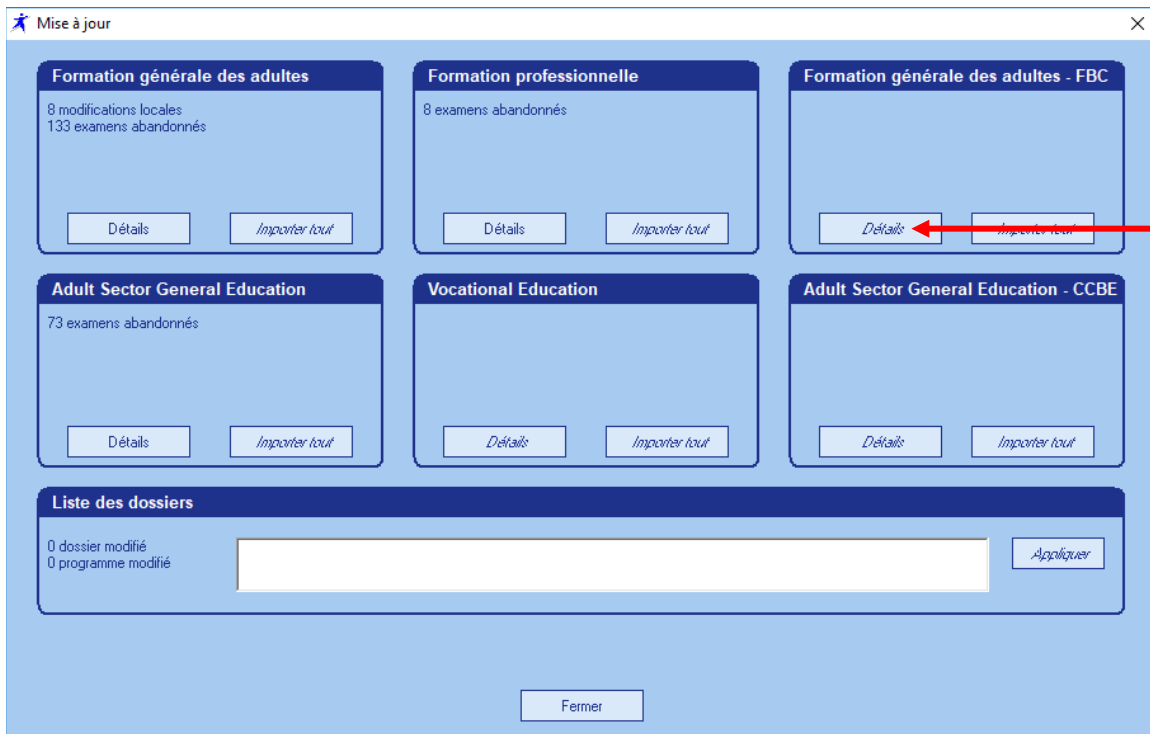 Mise à jour
Formation générale des adultes
8 modifications locales
133 examens abandonnés
Détails
Importer tout
Formation professionnelle
8 examens abandonnés
Détails
Importer tout
Formation générale des adultes - FBC
Détails
Importer tout
Adult Sector General Education
73 examens abandonnés
Détails
Importer tout
Vocational Education
Détails
Importer tout
Adult Sector General Education - CCBE
Détails
Importer tout
Liste des dossiers
0 dossier modifié
0 programme modifié
Appliquer
Fermer